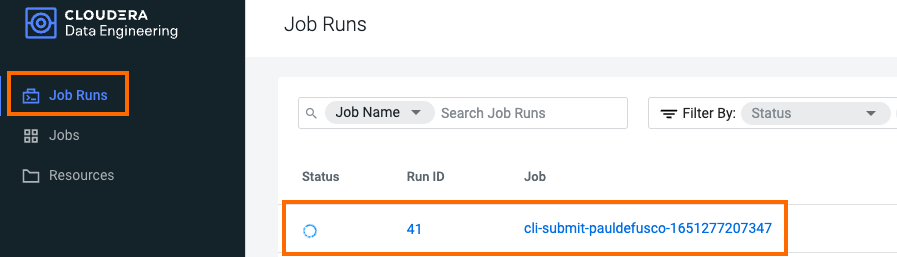 CLOUDERA
Data Engineering
Job Runs
Job Runs
Jobs
Resources
Job Name Search Job Runs Filter By: Status
Status Run ID Job
41 cli-submit-pauldefusco-1651277207347